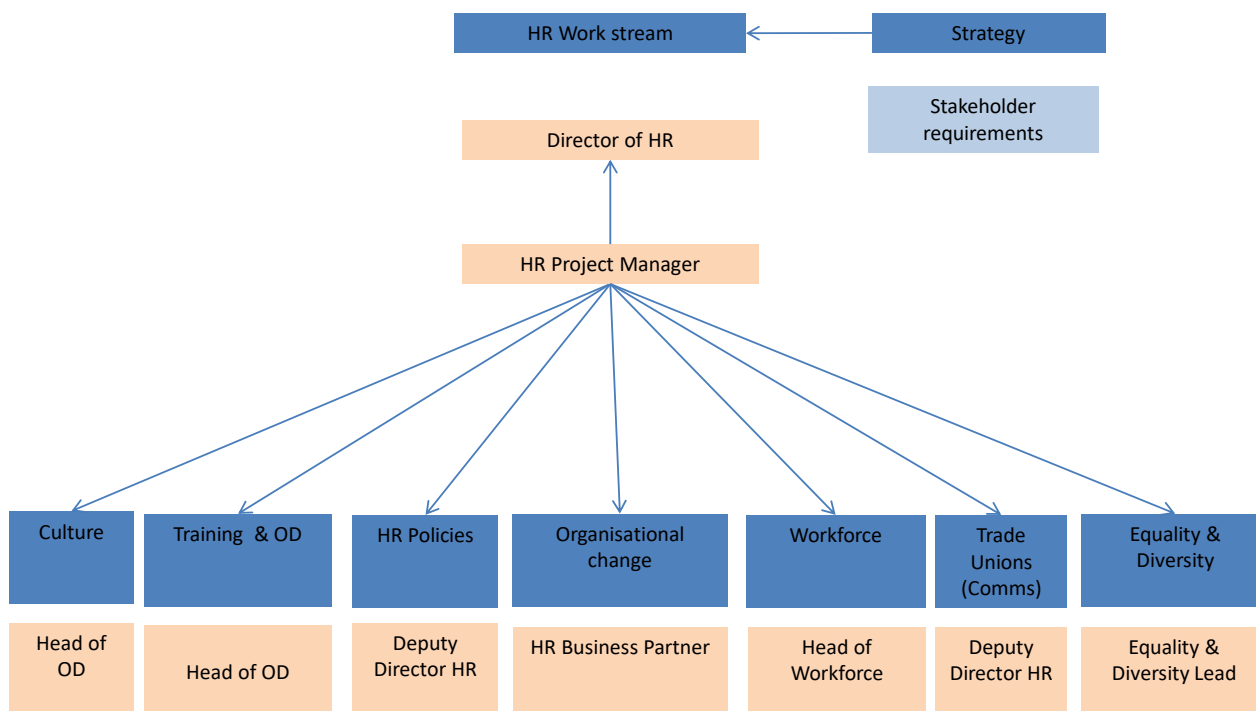 HR Work stream
Strategy
Stakeholder
requirements
Director of HR
HR Project Manager
Culture
Training & OD
HR Policies
Organisational
change
Workforce
Trade
Unions
(Comms)
Equality &
Diversity
Head of
OD
Head of OD
Deputy
Director HR
HR Business Partner
Head of
Workforce
Deputy
Director HR
Equality &
Diversity Lead